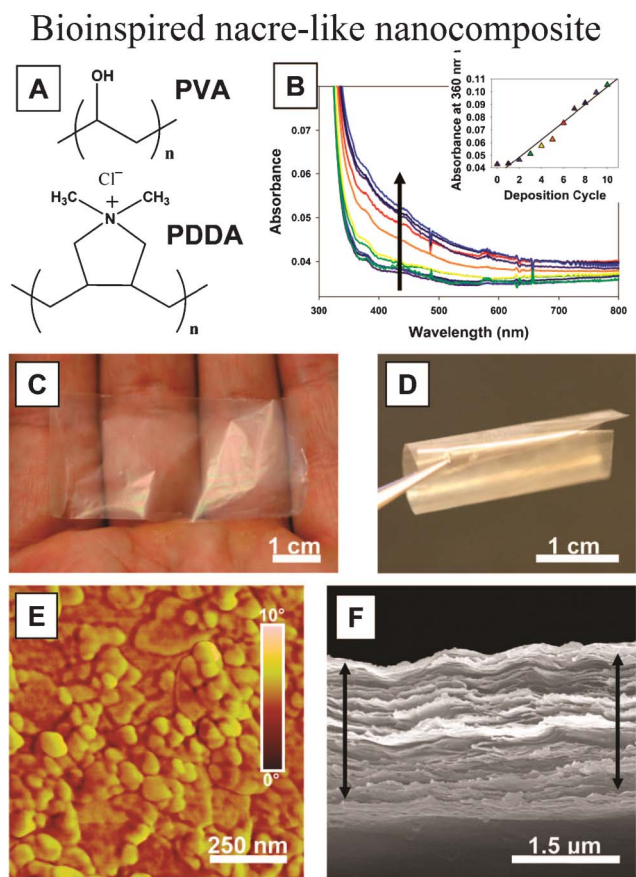 Bioinspired nacre-like nanocomposite
A
OH
PVA
n
Cl⁻
+
H₃C
CH₃
N
PDDA
n
B
Absorbance
0.07
0.06
0.05
0.04
300
400
500
600
700
800
Wavelength (nm)
Absorbance at 360 nm
0.11
0.10
0.09
0.08
0.07
0.06
0.05
0.04
0
2
4
6
8
10
Deposition Cycle
C
1 cm
D
1 cm
E
10°
0°
250 nm
F
1.5 µm